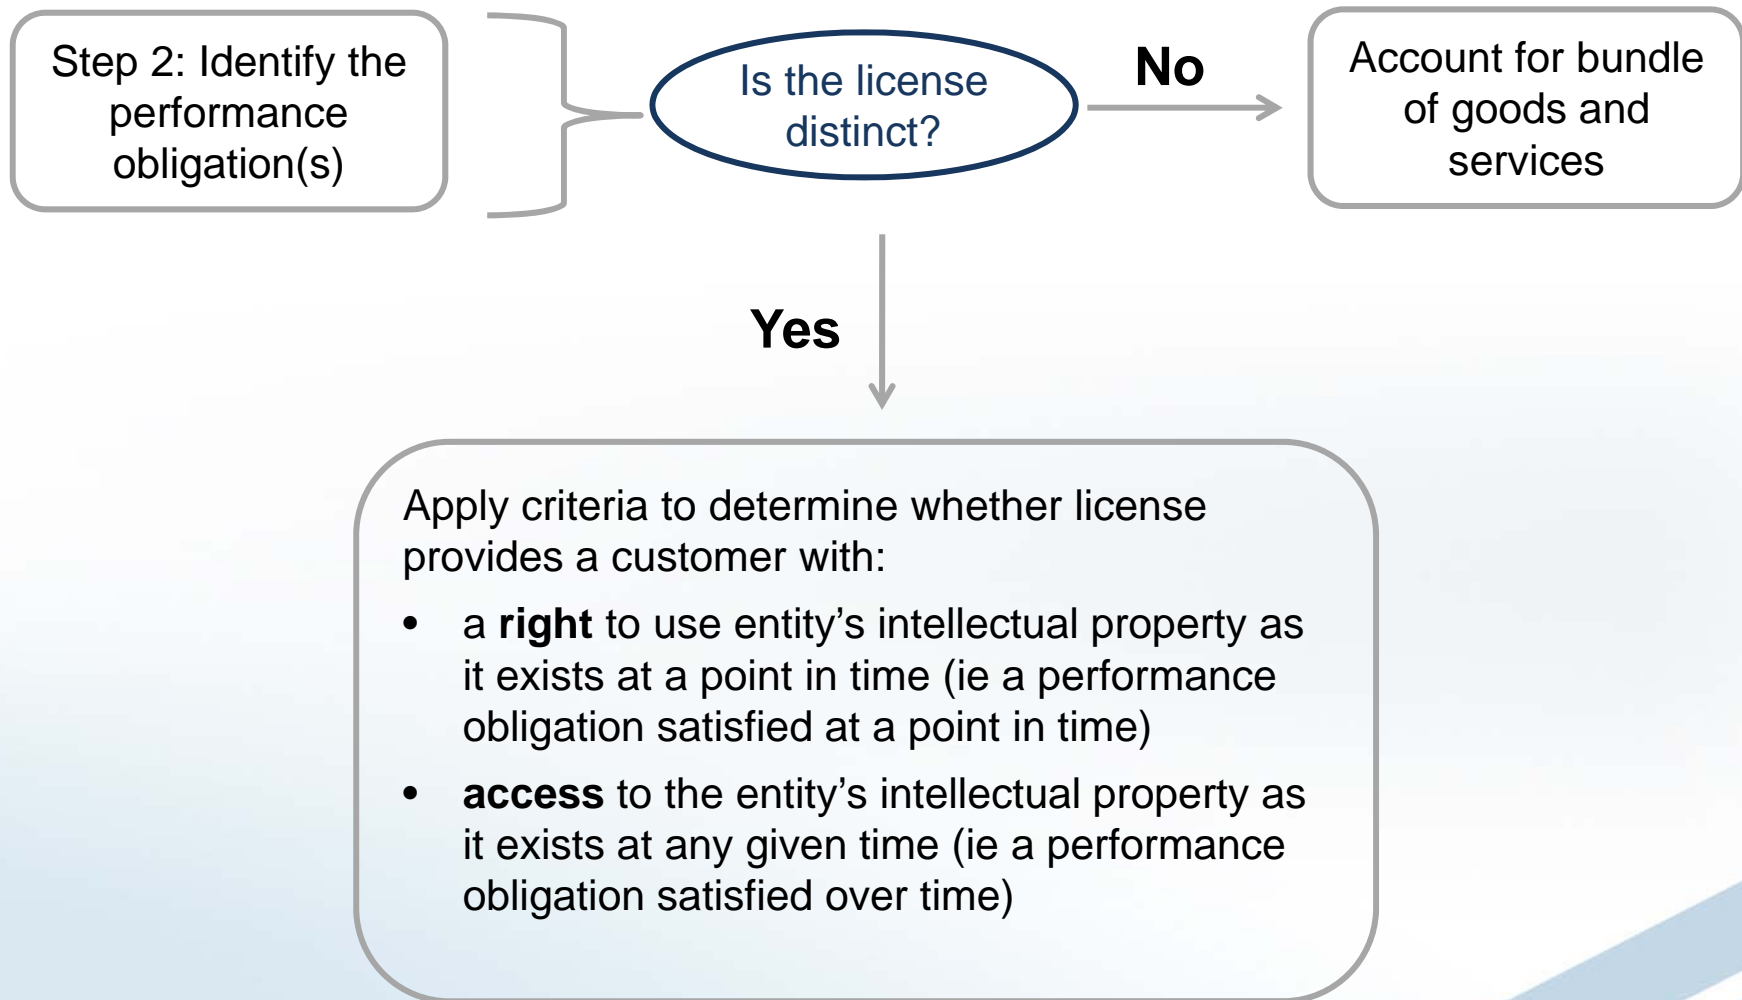 Step 2: Identify the
performance
obligation(s)
Is the license
distinct?
No
Account for bundle
of goods and
services
Yes
Apply criteria to determine whether license
provides a customer with:
• a right to use entity’s intellectual property as
it exists at a point in time (ie a performance
obligation satisfied at a point in time)
• access to the entity’s intellectual property as
it exists at any given time (ie a performance
obligation satisfied over time)